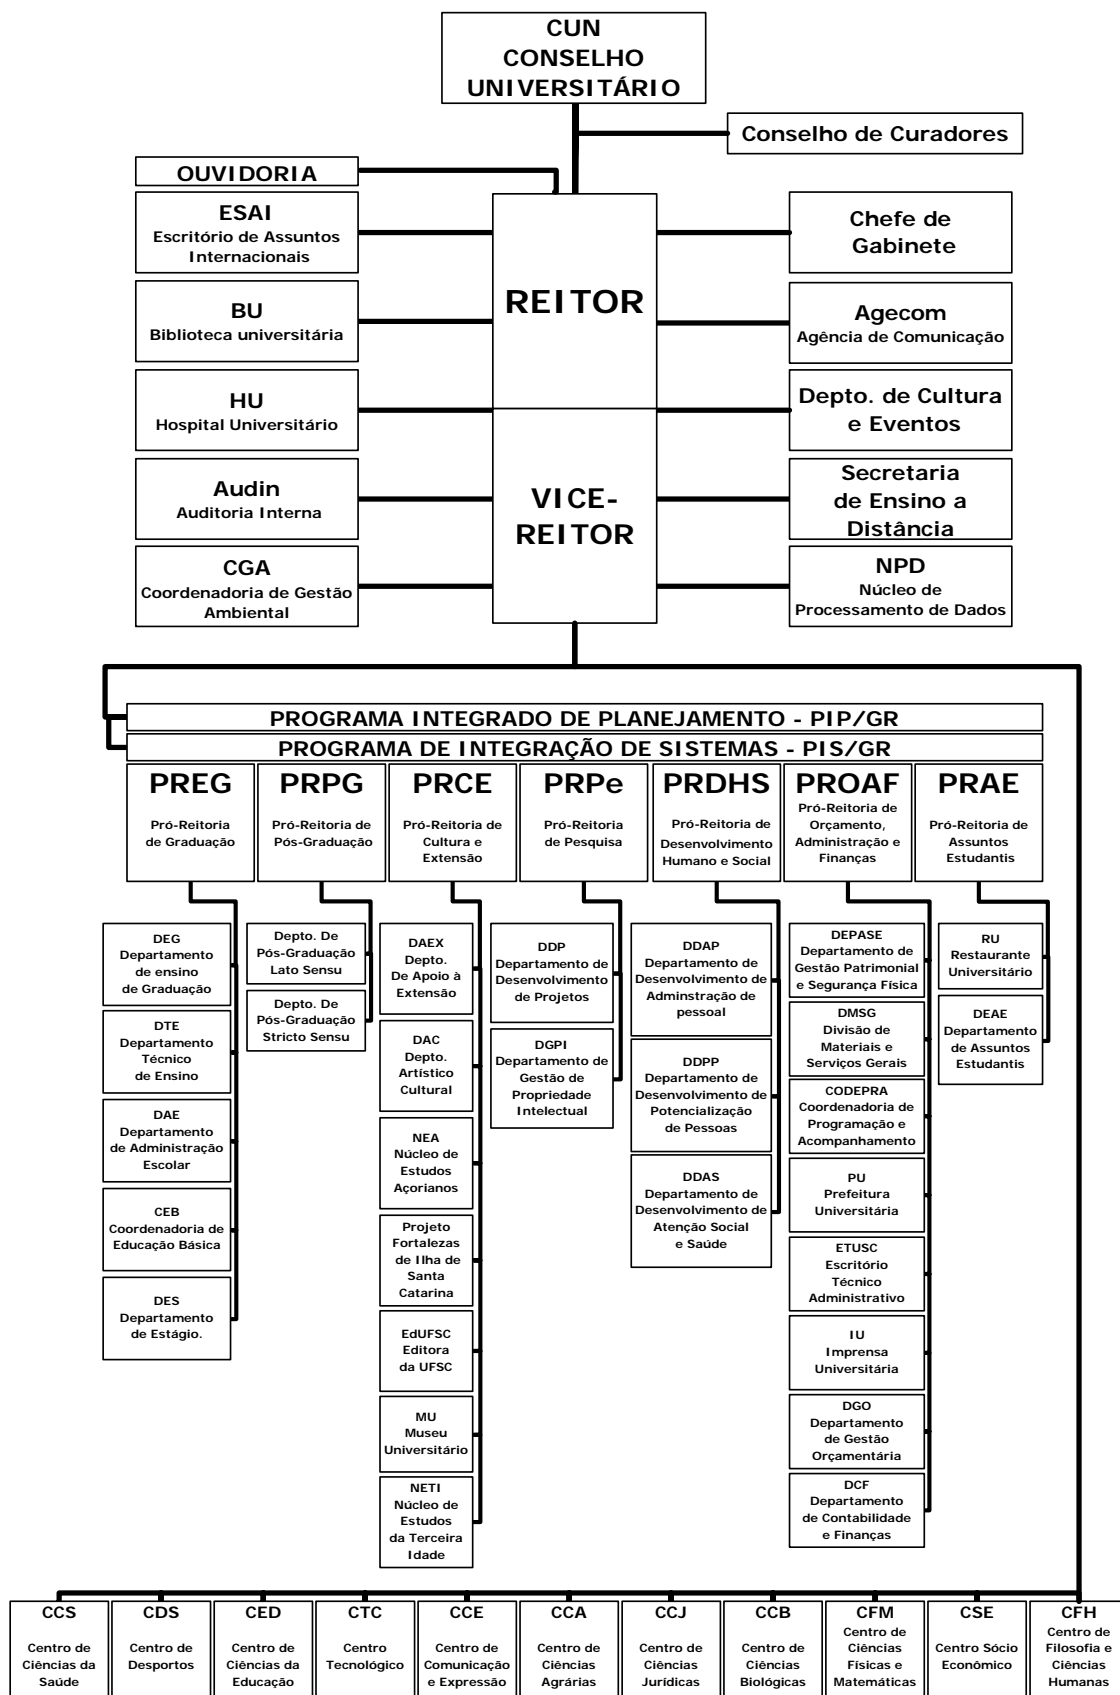 CUN
CONSELHO
UNIVERSITÁRIO
Conselho de Curadores
OUVIDORIA
ESAI
Escritório de Assuntos
Internacionais
BU
Biblioteca universitária
HU
Hospital Universitário
Audin
Auditoria Interna
CGA
Coordenadoria de Gestão
Ambiental
REITOR
VICE-
REITOR
Chefe de
Gabinete
Agecom
Agência de Comunicação
Depto. de Cultura
e Eventos
Secretaria
de Ensino a
Distância
NPD
Núcleo de
Processamento de Dados
PROGRAMA INTEGRADO DE PLANEJAMENTO - PIP/GR
PROGRAMA DE INTEGRAÇÃO DE SISTEMAS - PIS/GR
PREG
Pró-Reitoria
de Graduação
PRPG
Pró-Reitoria de
Pós-Graduação
PRCE
Pró-Reitoria de
Cultura e
Extensão
PRPe
Pró-Reitoria
de Pesquisa
PRDHS
Pró-Reitoria de
Desenvolvimento
Humano e Social
PROAF
Pró-Reitoria de
Orçamento,
Administração e
Finanças
PRAE
Pró-Reitoria de
Assuntos
Estudantis
DEG
Departamento
de ensino
de Graduação
DTE
Departamento
Técnico
de Ensino
DAE
Departamento
de Administração
Escolar
CEB
Coordenadoria de
Educação Básica
DES
Departamento
de Estágio.
Depto. De
Pós-Graduação
Lato Sensu
Depto. De
Pós-Graduação
Stricto Sensu
DAEX
Depto.
De Apoio à
Extensão
DAC
Depto.
Artístico
Cultural
NEA
Núcleo de
Estudos
Açorianos
Projeto
Fortalezas
de Ilha de
Santa
Catarina
EdUFSC
Editora
da UFSC
MU
Museu
Universitário
NETI
Núcleo de
Estudos
da Terceira
Idade
DDP
Departamento de
Desenvolvimento
de Projetos
DGPI
Departamento de
Gestão de
Propriedade
Intelectual
DDAP
Departamento de
Desenvolvimento de
Adminstração de
pessoal
DDPP
Departamento de
Desenvolvimento de
Potencialização
de Pessoas
DDAS
Departamento de
Desenvolvimento de
Atenção Social
e Saúde
DEPASE
Departamento de
Gestão Patrimonial
e Segurança Física
DMSG
Divisão de
Materiais e
Serviços Gerais
CODEPRA
Coordenadoria de
Programação e
Acompanhamento
PU
Prefeitura
Universitária
ETUSC
Escritório
Técnico
Administrativo
IU
Imprensa
Universitária
DGO
Departamento
de Gestão
Orçamentária
DCF
Departamento
de Contabilidade
e Finanças
RU
Restaurante
Universitário
DEAE
Departamento
de Assuntos
Estudantis
CCS
Centro de
Ciências da
Saúde
CDS
Centro de
Desportos
CED
Centro de
Ciências da
Educação
CTC
Centro
Tecnológico
CCE
Centro de
Comunicação
e Expressão
CCA
Centro de
Ciências
Agrárias
CCJ
Centro de
Ciências
Jurídicas
CCB
Centro de
Ciências
Biológicas
CFM
Centro de
Ciências
Físicas e
Matemáticas
CSE
Centro Sócio
Econômico
CFH
Centro de
Filosofia e
Ciências
Humanas